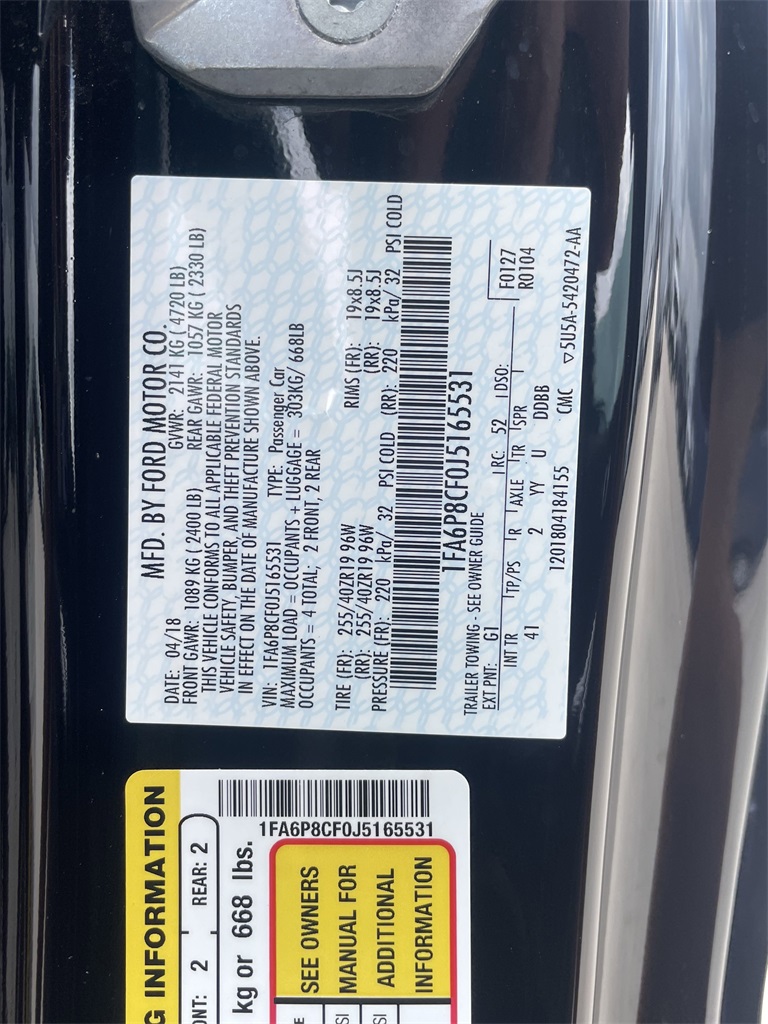 MFD. BY FORD MOTOR CO.
DATE: 04/18 GVWR: 2141 KG ( 4720 LB)
FRONT GAWR: 1089 KG ( 2400 LB) REAR GAWR: 1057 KG ( 2330 LB)
THIS VEHICLE CONFORMS TO ALL APPLICABLE FEDERAL MOTOR
VEHICLE SAFETY, BUMPER, AND THEFT PREVENTION STANDARDS
IN EFFECT ON THE DATE OF MANUFACTURE SHOWN ABOVE.
VIN: 1FA6P8CF0J5165531 TYPE: Passenger Car
MAXIMUM LOAD = OCCUPANTS + LUGGAGE = 303KG/ 668LB
OCCUPANTS = 4 TOTAL; 2 FRONT, 2 REAR
TIRE (FR): 255/40ZR19 96W RIMS (FR): 19x8.5J
(RR): 255/40ZR19 96W (RR): 19x8.5J
PRESSURE (FR): 220 kPa/ 32 PSI COLD (RR): 220 kPa/ 32 PSI COLD
1FA6P8CF0J5165531
TRAILER TOWING - SEE OWNER GUIDE
EXT PNT: G1 RC: 52 DSO: F0127
INT TR TP/PS R AXLE TR SPR R0104
41 2 YY U DDBB
1201804184155 CMC ▽5U5A-5420472-AA
G INFORMATION
ONT: 2 REAR: 2
kg or 668 lbs.
1FA6P8CF0J5165531
SEE OWNERS
MANUAL FOR
ADDITIONAL
INFORMATION